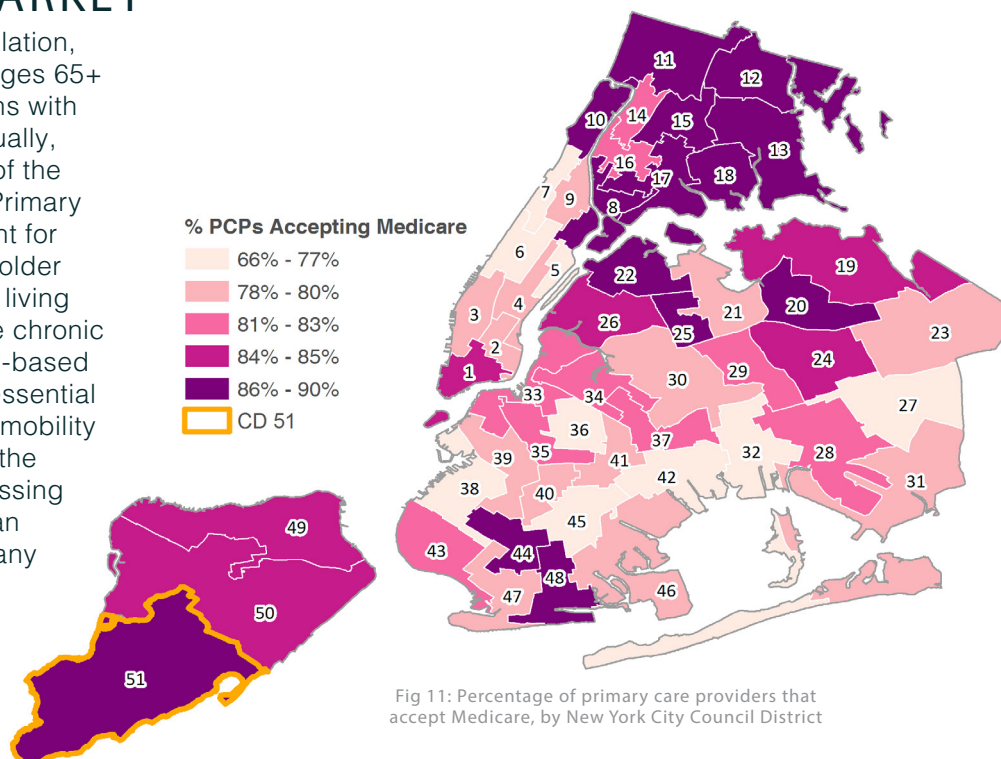 lation,
ges 65+
ns with
ually,
of the
Primary
nt for
older
living
e chronic
-based
essential
mobility
the
ssing
an
any
% PCPs Accepting Medicare
66% - 77%
78% - 80%
81% - 83%
84% - 85%
86% - 90%
CD 51
11
12
10
14
15
13
16
17
18
7
9
8
6
5
22
19
20
3
4
26
21
25
23
2
24
1
30
29
33
34
27
36
37
39
35
41
32
28
42
31
38
40
45
49
43
44
48
50
47
46
51
Fig 11: Percentage of primary care providers that
accept Medicare, by New York City Council District